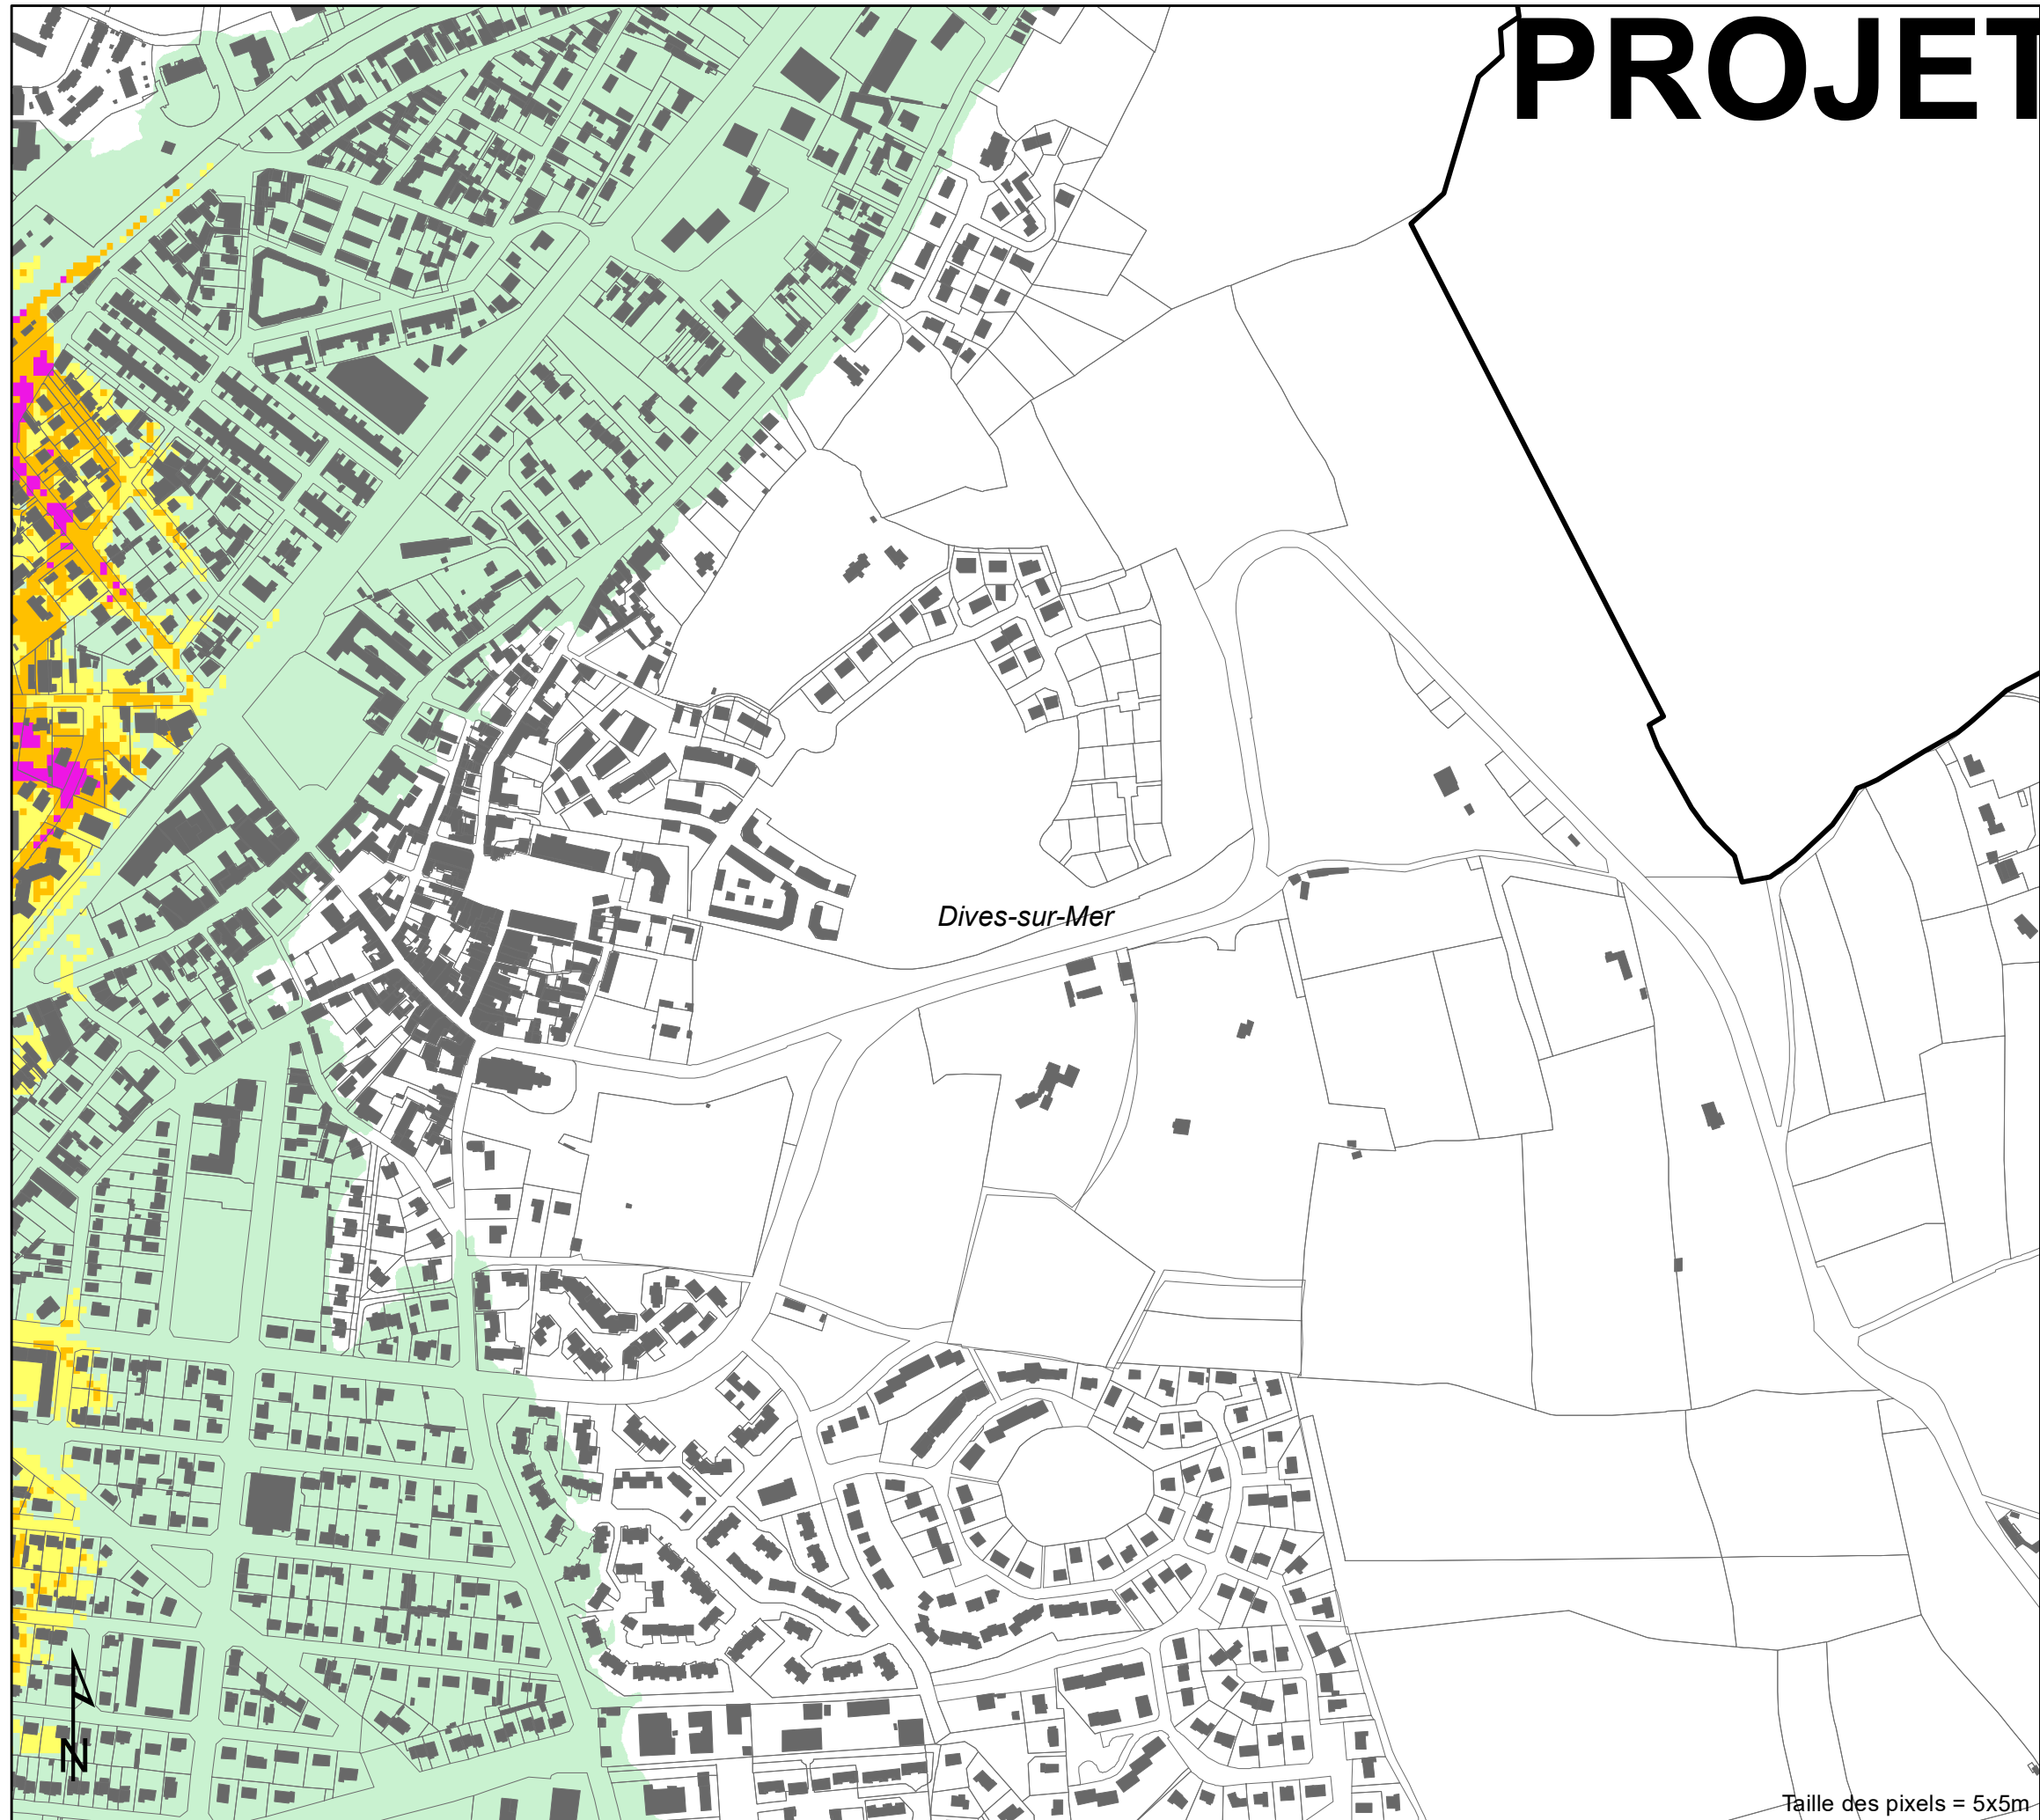 PROJET
Dives-sur-Mer
N
Taille des pixels = 5x5m